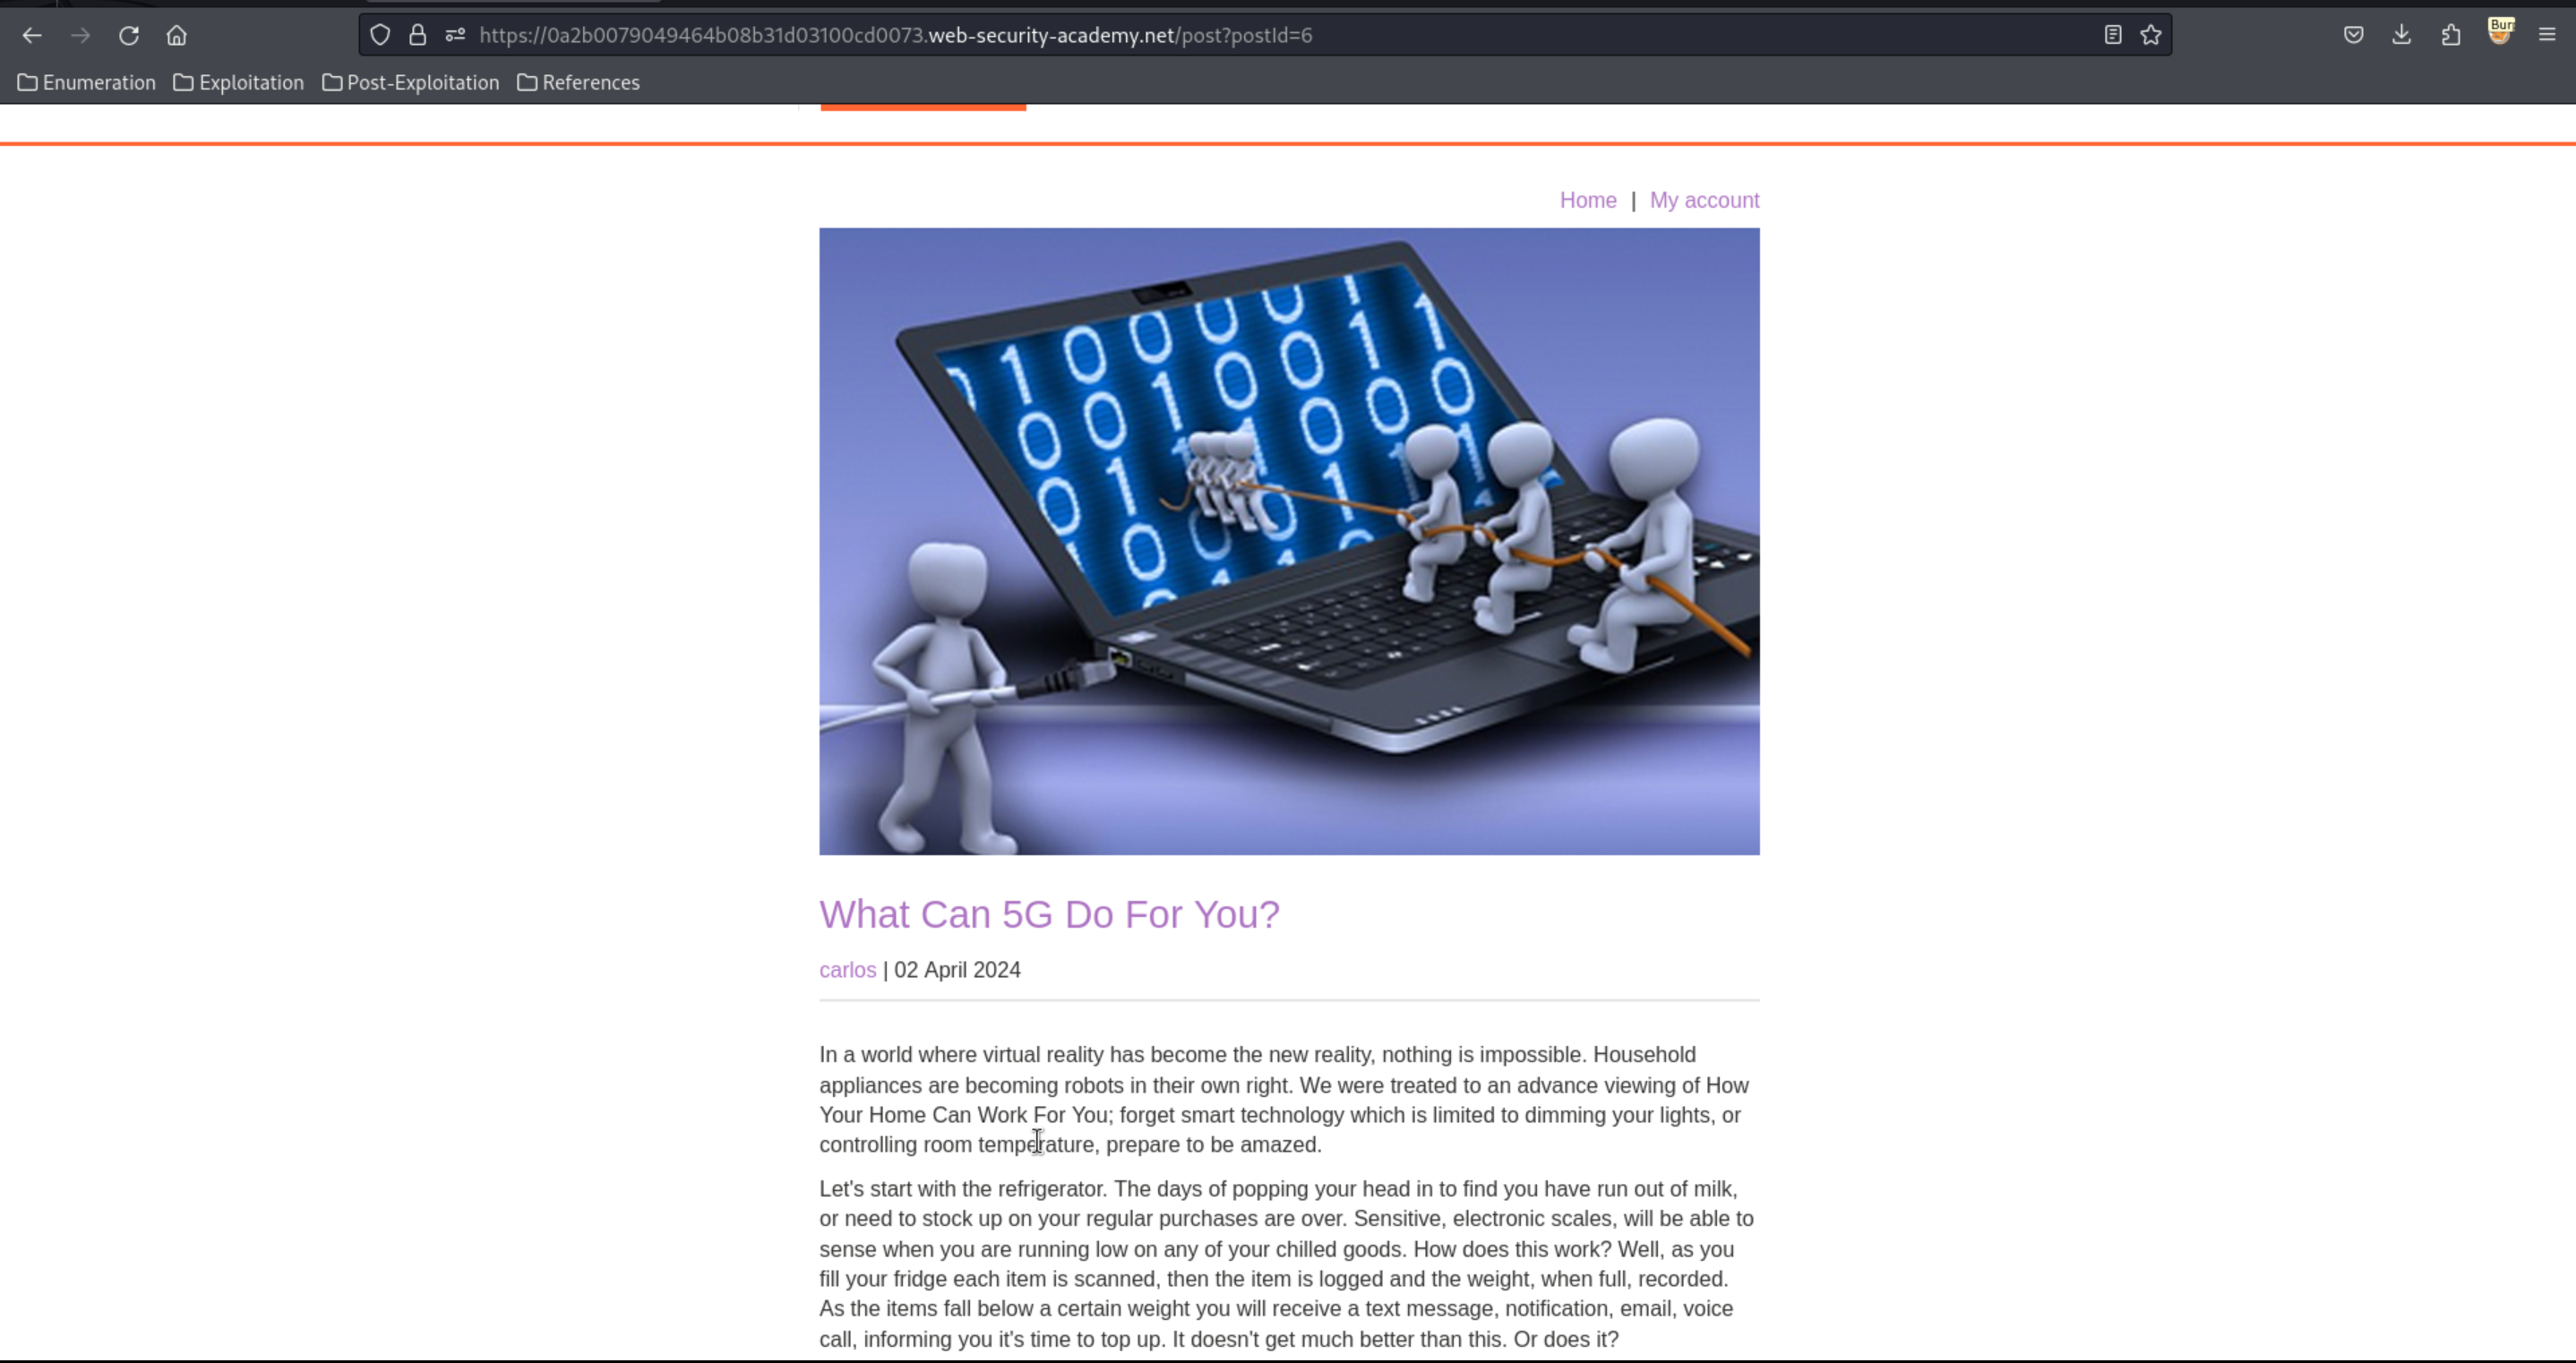 https://0a2b0079049464b08b31d03100cd0073.web-security-academy.net/post?postId=6
Bur
Enumeration Exploitation Post-Exploitation References
Home | My account
What Can 5G Do For You?
carlos | 02 April 2024
In a world where virtual reality has become the new reality, nothing is impossible. Household
appliances are becoming robots in their own right. We were treated to an advance viewing of How
Your Home Can Work For You; forget smart technology which is limited to dimming your lights, or
controlling room temperature, prepare to be amazed.
Let's start with the refrigerator. The days of popping your head in to find you have run out of milk,
or need to stock up on your regular purchases are over. Sensitive, electronic scales, will be able to
sense when you are running low on any of your chilled goods. How does this work? Well, as you
fill your fridge each item is scanned, then the item is logged and the weight, when full, recorded.
As the items fall below a certain weight you will receive a text message, notification, email, voice
call, informing you it's time to top up. It doesn't get much better than this. Or does it?